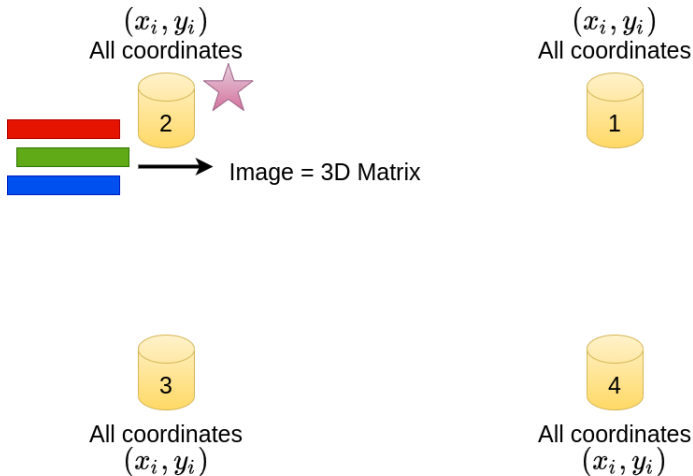 (x_i, y_i)
All coordinates
2
(x_i, y_i)
All coordinates
1
Image = 3D Matrix
3
All coordinates
(x_i, y_i)
4
All coordinates
(x_i, y_i)